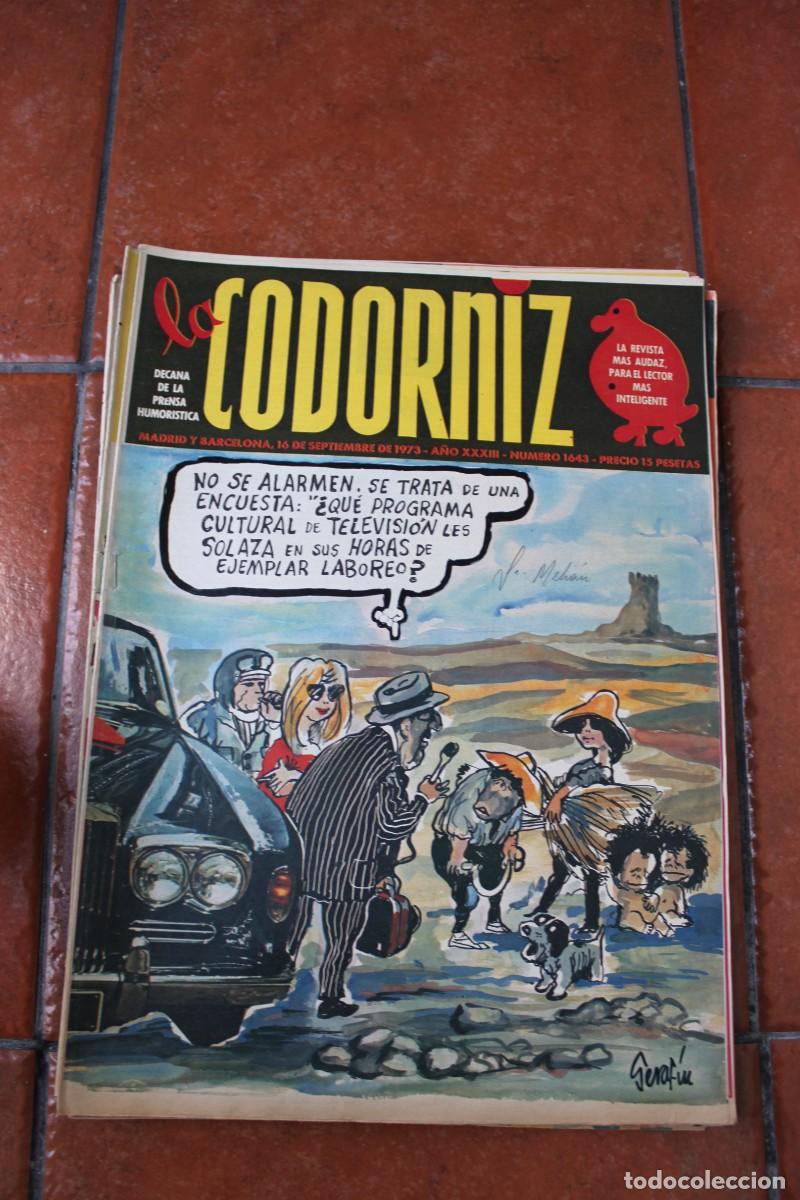 la CODORNIZ
DECANA
DE LA
PRENSA
HUMORISTICA
LA REVISTA
MAS AUDAZ,
PARA EL LECTOR
MAS
INTELIGENTE
MADRID Y BARCELONA, 16 DE SEPTIEMBRE DE 1973 - AÑO XXXIII - NUMERO 1643 - PRECIO 15 PESETAS
NO SE ALARMEN. SE TRATA DE UNA
ENCUESTA: "¿QUÉ PROGRAMA
CULTURAL DE TELEVISIÓN LES
SOLAZA EN SUS HORAS DE
EJEMPLAR LABOREO?
Serafín
todocoleccion.net